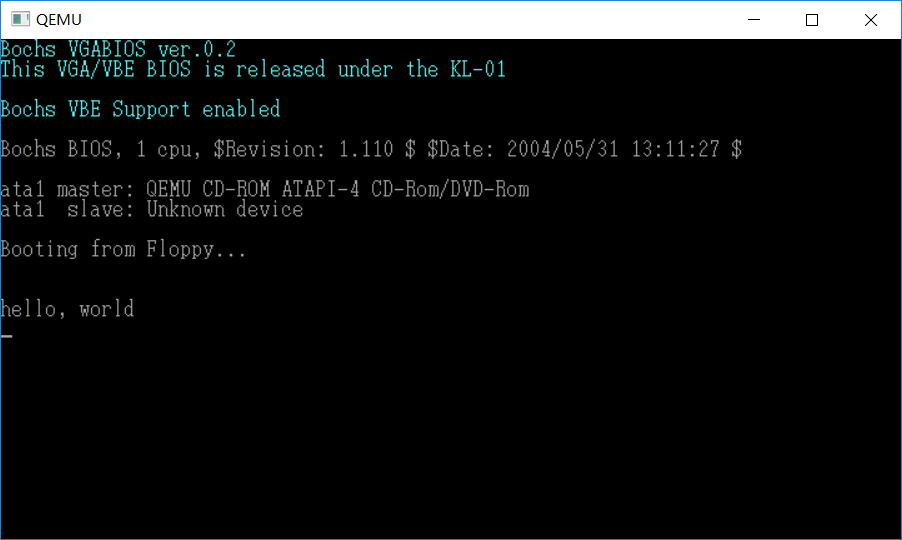 QEMU
Bochs VGABIOS ver.0.2
This VGA/VBE BIOS is released under the KL-01
Bochs VBE Support enabled
Bochs BIOS, 1 cpu, $Revision: 1.110 $ $Date: 2004/05/31 13:11:27 $
ata1 master: QEMU CD-ROM ATAPI-4 CD-Rom/DVD-Rom
ata1  slave: Unknown device
Booting from Floppy...
hello, world